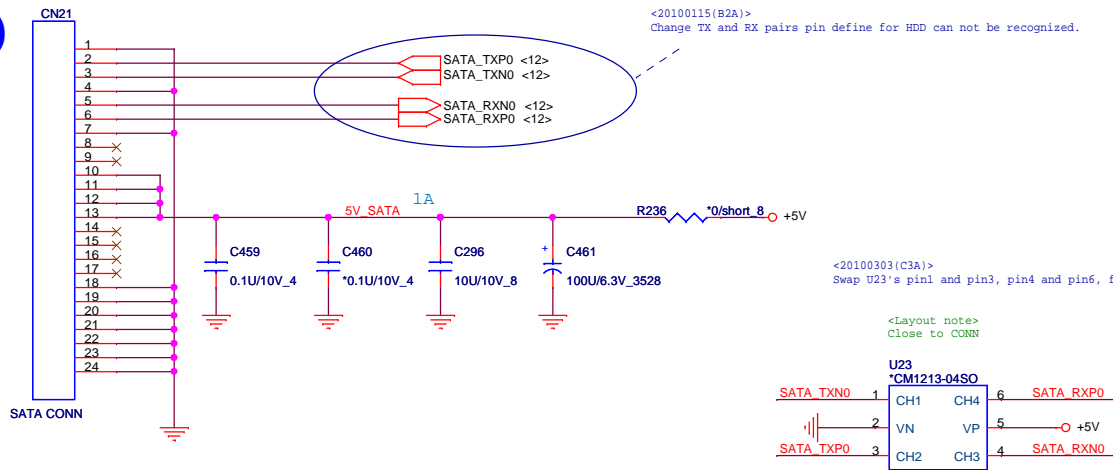 CN21
<20100115(B2A)>
Change TX and RX pairs pin define for HDD can not be recognized.
1
2
SATA_TXP0 <12>
3
SATA_TXN0 <12>
4
5
SATA_RXN0 <12>
6
SATA_RXP0 <12>
7
8
9
10
11
12
13
5V_SATA
1A
R236
*0/short_8
+5V
14
15
16
17
18
19
20
21
22
23
24
C459
0.1U/10V_4
C460
*0.1U/10V_4
C296
10U/10V_8
+
C461
100U/6.3V_3528
SATA CONN
<20100303(C3A)>
Swap U23's pin1 and pin3, pin4 and pin6, f
<Layout note>
Close to CONN
U23
*CM1213-04SO
SATA_TXN0 1 CH1 CH4 6 SATA_RXP0
2 VN VP 5 +5V
SATA_TXP0 3 CH2 CH3 4 SATA_RXN0